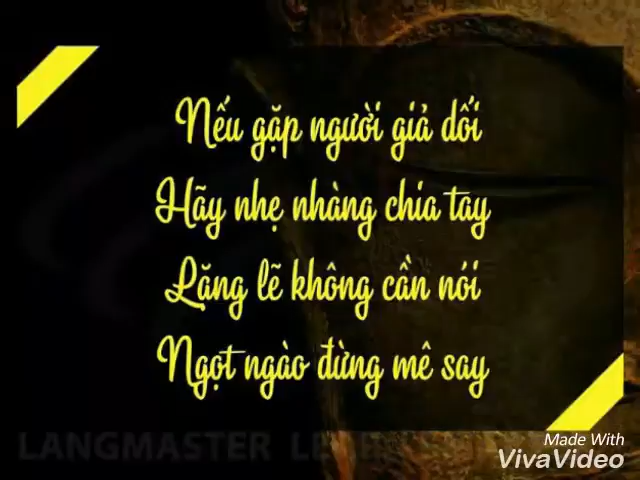 Nếu gặp người giả dối
Hãy nhẹ nhàng chia tay
Lặng lẽ không cần nói
Ngọt ngào đừng mê say
LANGMASTER
Made With
VivaVideo